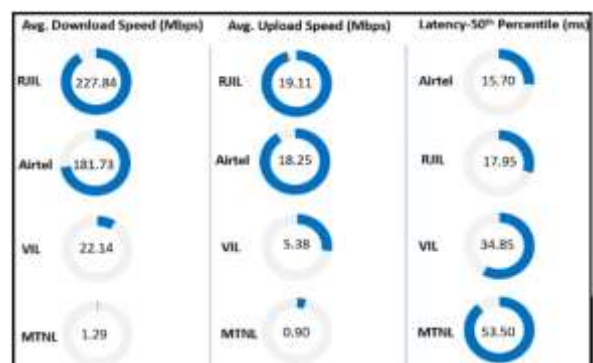 Avg. Download Speed (Mbps)
RJIL 227.84
Airtel 181.73
VIL 22.14
MTNL 1.29
Avg. Upload Speed (Mbps)
RJIL 19.11
Airtel 18.25
VIL 5.38
MTNL 0.90
Latency-50th Percentile (ms)
Airtel 15.70
RJIL 17.95
VIL 34.85
MTNL 53.50